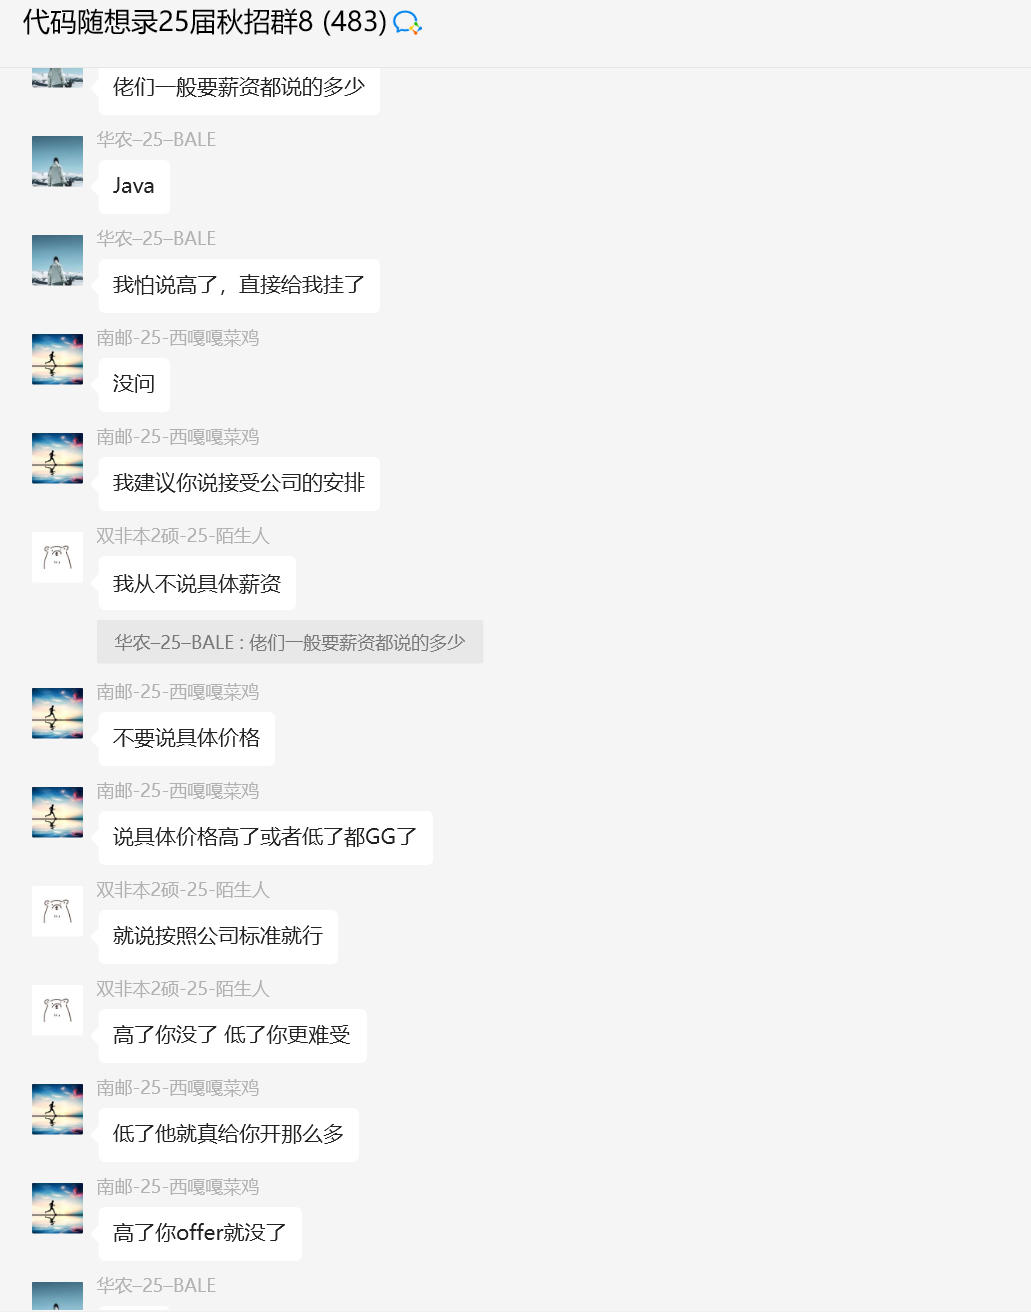 代码随想录25届秋招群8 (483)
佬们一般要薪资都说的多少
华农–25–BALE
Java
华农–25–BALE
我怕说高了，直接给我挂了
南邮-25-西嘎嘎菜鸡
没问
南邮-25-西嘎嘎菜鸡
我建议你说接受公司的安排
双非本2硕-25-陌生人
我从不说具体薪资
华农–25–BALE : 佬们一般要薪资都说的多少
南邮-25-西嘎嘎菜鸡
不要说具体价格
南邮-25-西嘎嘎菜鸡
说具体价格高了或者低了都GG了
双非本2硕-25-陌生人
就说按照公司标准就行
双非本2硕-25-陌生人
高了你没了 低了你更难受
南邮-25-西嘎嘎菜鸡
低了他就真给你开那么多
南邮-25-西嘎嘎菜鸡
高了你offer就没了
华农–25–BALE